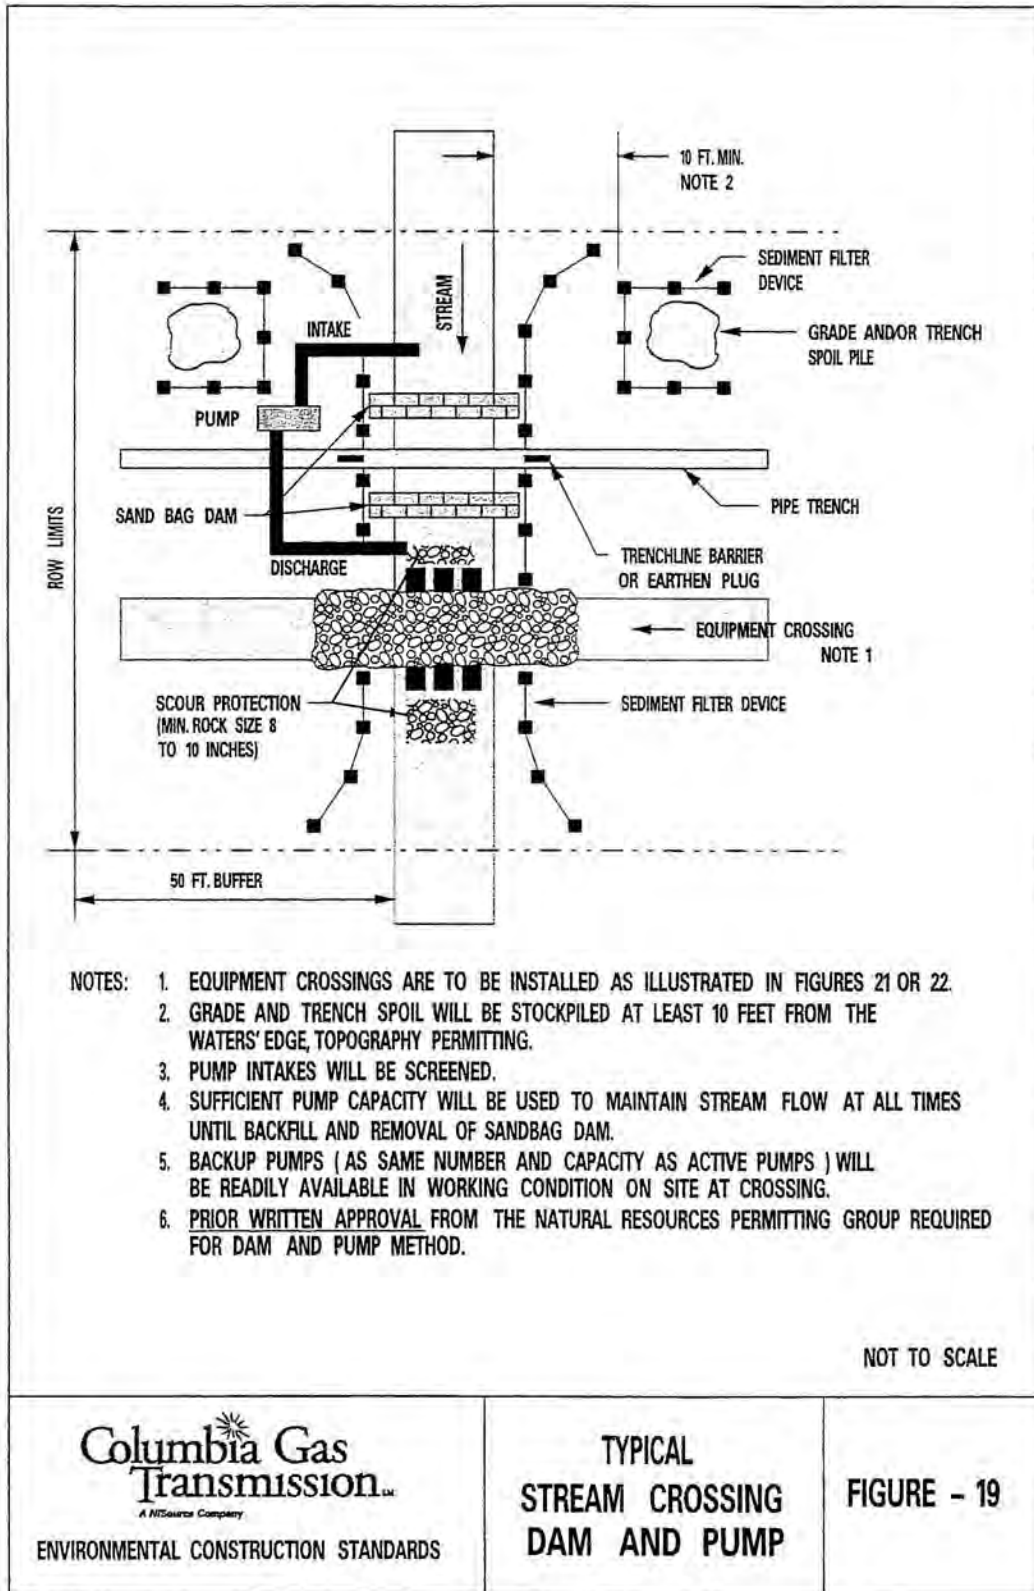 10 FT. MIN.
NOTE 2
SEDIMENT FILTER
DEVICE
STREAM
INTAKE
GRADE AND/OR TRENCH
SPOIL PILE
PUMP
ROW LIMITS
SAND BAG DAM
PIPE TRENCH
DISCHARGE
TRENCHLINE BARRIER
OR EARTHEN PLUG
EQUIPMENT CROSSING
NOTE 1
SCOUR PROTECTION
(MIN. ROCK SIZE 8
TO 10 INCHES)
SEDIMENT FILTER DEVICE
50 FT. BUFFER
NOTES: 1. EQUIPMENT CROSSINGS ARE TO BE INSTALLED AS ILLUSTRATED IN FIGURES 21 OR 22.
2. GRADE AND TRENCH SPOIL WILL BE STOCKPILED AT LEAST 10 FEET FROM THE
WATERS' EDGE, TOPOGRAPHY PERMITTING.
3. PUMP INTAKES WILL BE SCREENED.
4. SUFFICIENT PUMP CAPACITY WILL BE USED TO MAINTAIN STREAM FLOW AT ALL TIMES
UNTIL BACKFILL AND REMOVAL OF SANDBAG DAM.
5. BACKUP PUMPS ( AS SAME NUMBER AND CAPACITY AS ACTIVE PUMPS ) WILL
BE READILY AVAILABLE IN WORKING CONDITION ON SITE AT CROSSING.
6. PRIOR WRITTEN APPROVAL FROM THE NATURAL RESOURCES PERMITTING GROUP REQUIRED
FOR DAM AND PUMP METHOD.
NOT TO SCALE
Columbia Gas
Transmission℠
A NiSource Company
ENVIRONMENTAL CONSTRUCTION STANDARDS
TYPICAL
STREAM CROSSING
DAM AND PUMP
FIGURE - 19